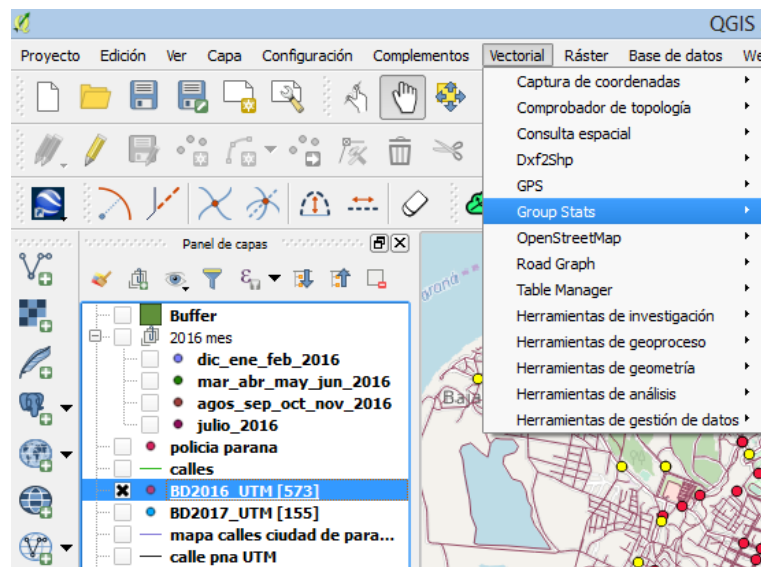 QGIS
Proyecto Edición Ver Capa Configuración Complementos Vectorial Ráster Base de datos We
Captura de coordenadas
Comprobador de topología
Consulta espacial
Dxf2Shp
GPS
Group Stats
OpenStreetMap
Road Graph
Table Manager
Herramientas de investigación
Herramientas de geoproceso
Herramientas de geometría
Herramientas de análisis
Herramientas de gestión de datos
Panel de capas
Buffer
2016 mes
dic_ene_feb_2016
mar_abr_may_jun_2016
agos_sep_oct_nov_2016
julio_2016
policia parana
calles
BD2016_UTM [573]
BD2017_UTM [155]
mapa calles ciudad de para...
calle pna UTM
araná
Baja